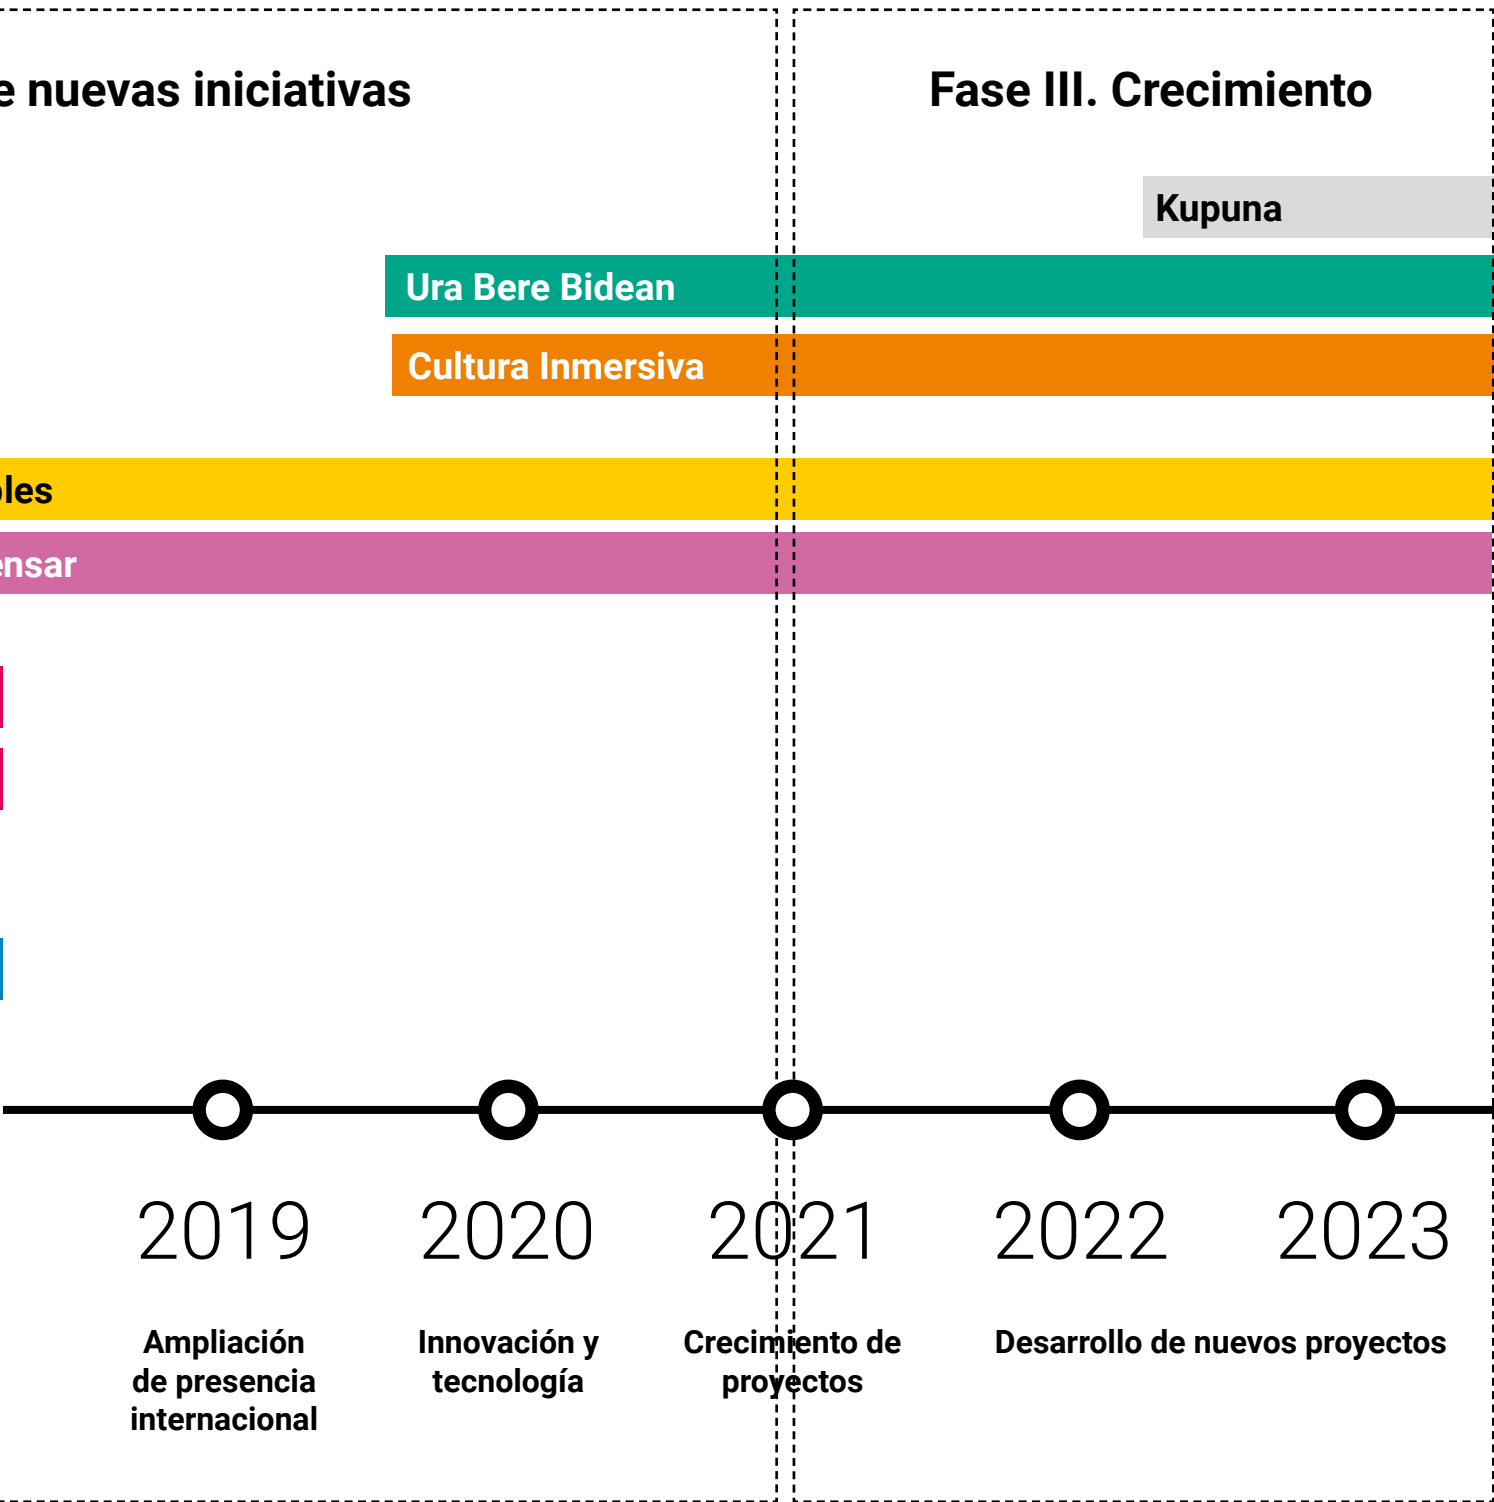 e nuevas iniciativas
Fase III. Crecimiento
Kupuna
Ura Bere Bidean
Cultura Inmersiva
les
ensar
2019
2020
2021
2022
2023
Ampliación
de presencia
internacional
Innovación y
tecnología
Crecimiento de
proyectos
Desarrollo de nuevos proyectos